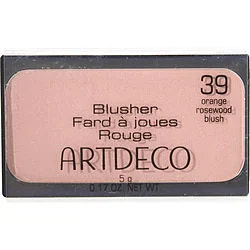 39
orange
rosewood
blush
Blusher
Fard à joues
Rouge
ARTDECO
5 g
0.17 OZ. NET WT.